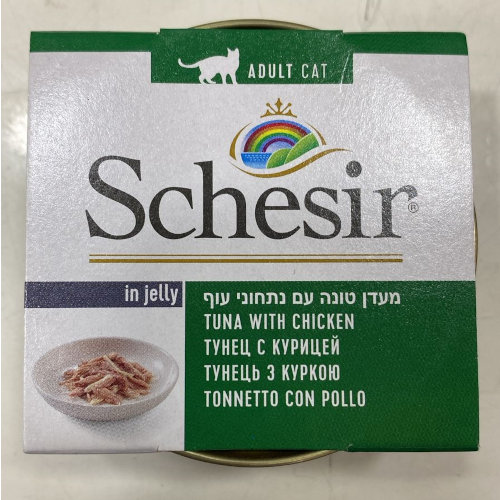 ADULT CAT
Schesir®
in jelly
מעדן טונה עם נתחוני עוף
TUNA WITH CHICKEN
ТУНЕЦ С КУРИЦЕЙ
ТУНЕЦЬ З КУРКОЮ
TONNETTO CON POLLO